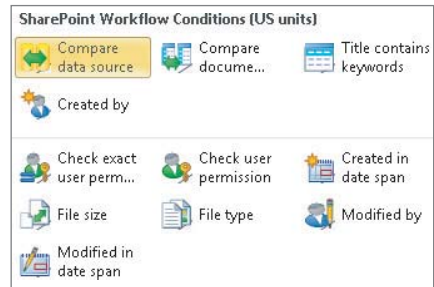 SharePoint Workflow Conditions (US units)
Compare Compare Title contains
data source docume... keywords
Created by
Check exact Check user Created in
user perm... permission date span
File size File type Modified by
Modified in
date span